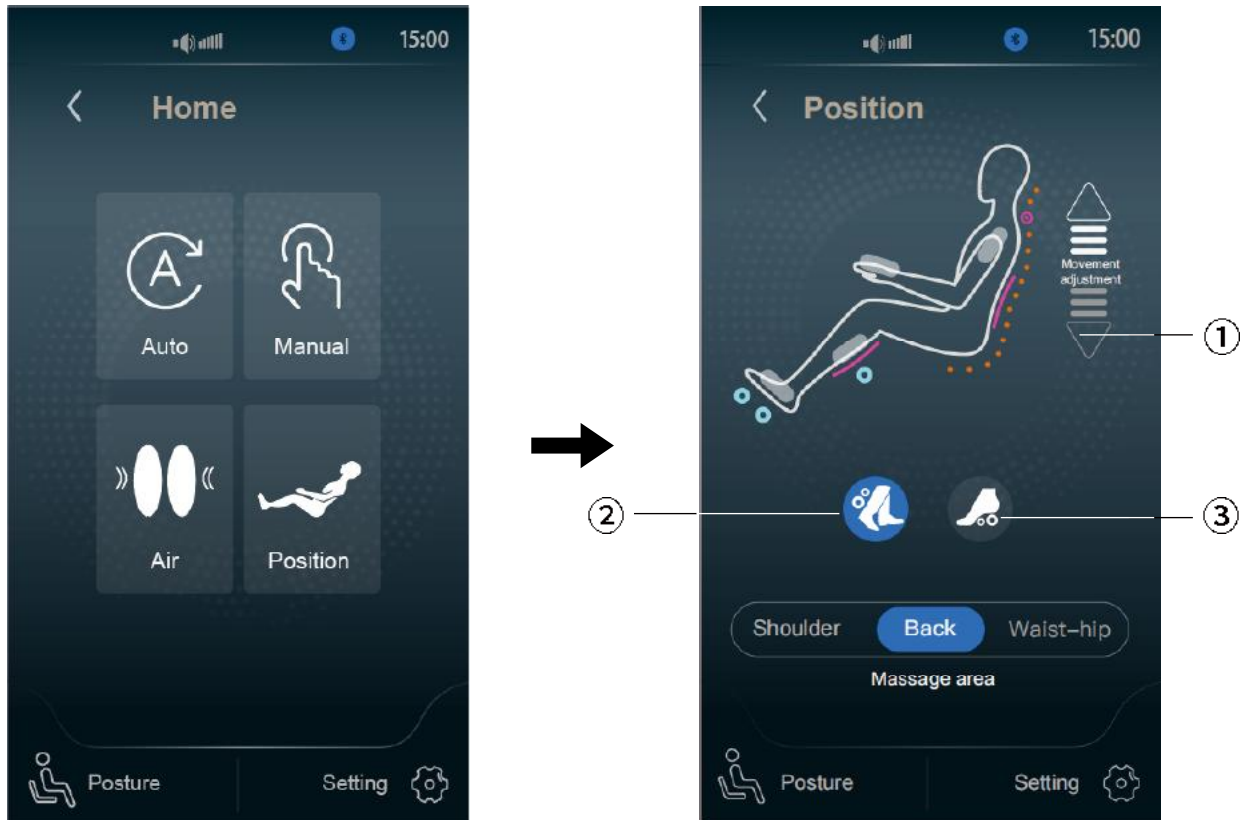 15:00
Home
A
Auto
Manual
Air
Position
Posture
Setting
15:00
Position
Movement
adjustment
①
②
③
Shoulder
Back
Waist-hip
Massage area
Posture
Setting